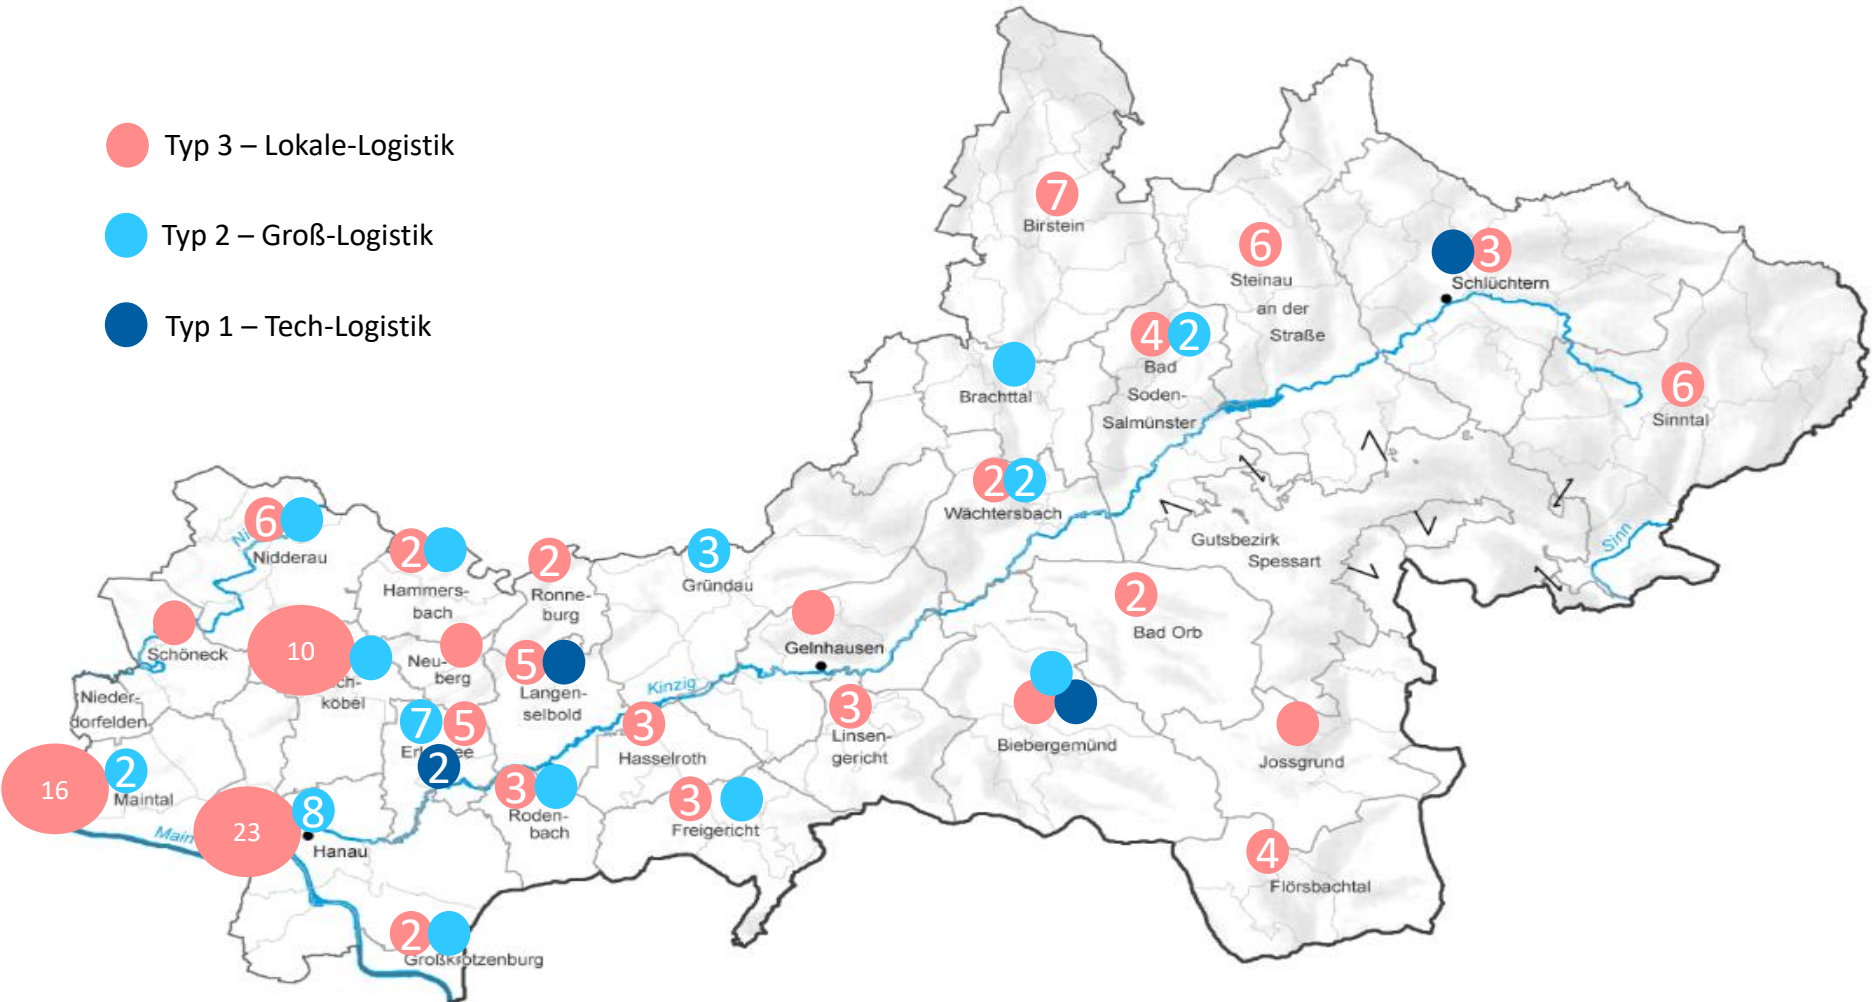 Typ 3 – Lokale-Logistik
Typ 2 – Groß-Logistik
Typ 1 – Tech-Logistik
7
Birstein
6
Steinau
an der
Straße
3
Schlüchtern
4 2
Bad
Soden-
Salmünster
Brachttal
6
Sinntal
2 2
Wächtersbach
Gutsbezirk
Spessart
Sinn
6
Nidderau
2
Hammers-
bach
2
Ronne-
burg
3
Gründau
2
Bad Orb
Gelnhausen
Schöneck
10
köbel
Neu-
berg
5
Langen-
selbold
Kinzig
Nieder-
dorfelden
7 5
2
3
Hasselroth
3
Linsen-
gericht
Biebergemünd
Jossgrund
16
2
Maintal
Main
23
8
Hanau
3
Roden-
bach
3
Freigericht
4
Flörsbachtal
2
Großkrotzenburg